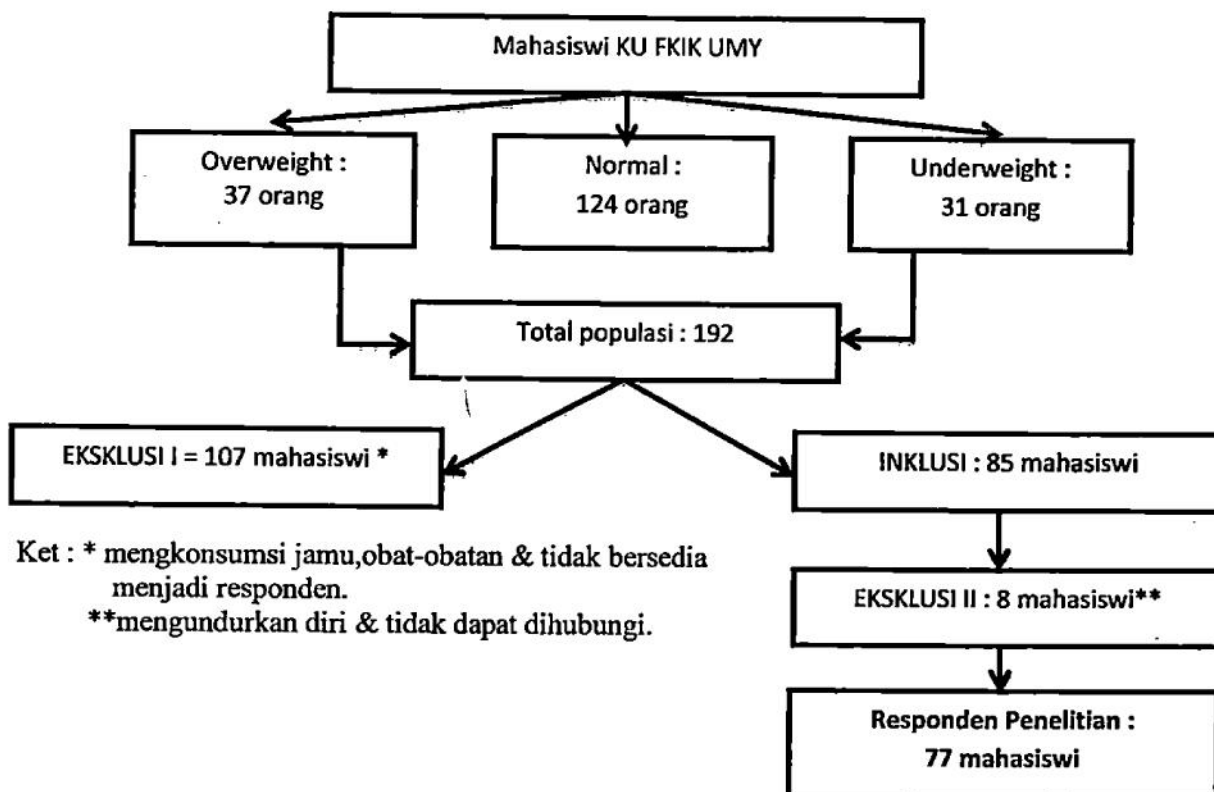 Mahasiswi KU FKIK UMY
Overweight :
37 orang
Normal :
124 orang
Underweight :
31 orang
Total populasi : 192
EKSKLUSI I = 107 mahasiswi *
INKLUSI : 85 mahasiswi
Ket : * mengkonsumsi jamu,obat-obatan & tidak bersedia
menjadi responden.
**mengundurkan diri & tidak dapat dihubungi.
EKSKLUSI II : 8 mahasiswi**
Responden Penelitian :
77 mahasiswi